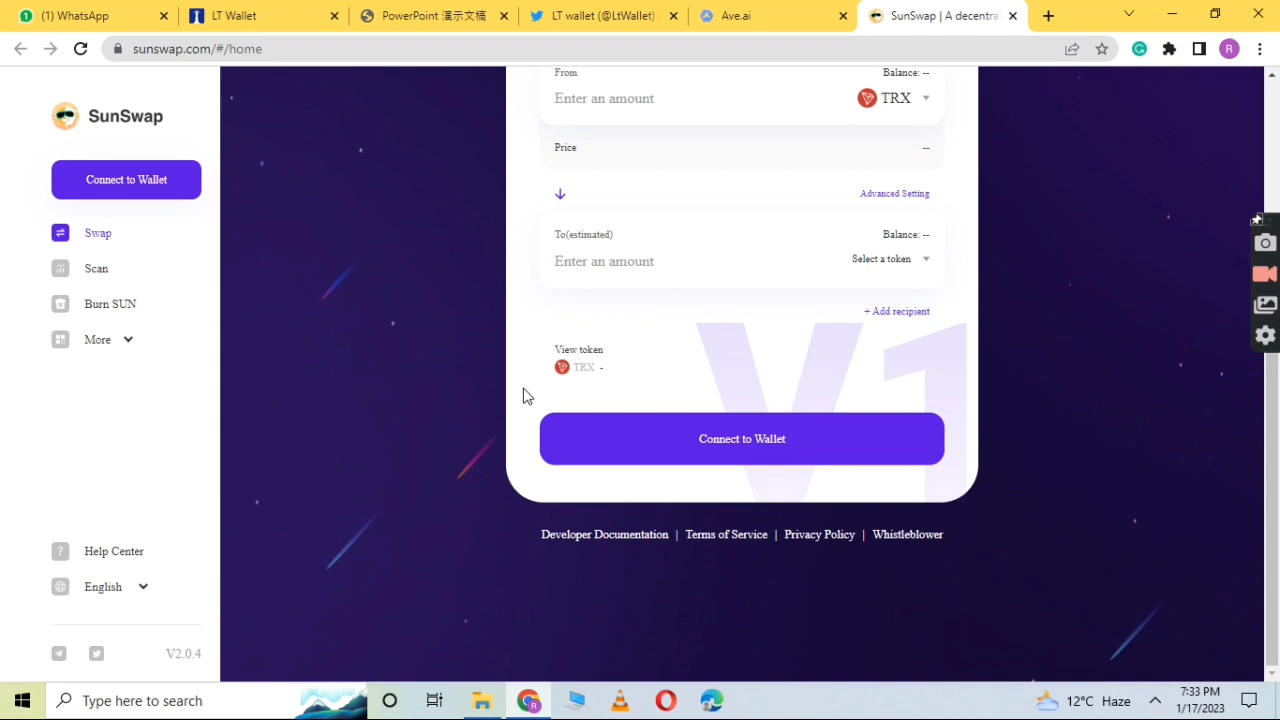 (1) WhatsApp
LT Wallet
PowerPoint 演示文稿
LT wallet (@LtWallet)
Ave.ai
SunSwap | A decentra
sunswap.com/#/home
R
SunSwap
Connect to Wallet
Swap
Scan
Burn SUN
More
Help Center
English
V2.0.4
From
Balance: --
Enter an amount
TRX
Price
--
Advanced Setting
To(estimated)
Balance: --
Enter an amount
Select a token
+ Add recipient
View token
TRX -
V1
Connect to Wallet
Developer Documentation | Terms of Service | Privacy Policy | Whistleblower
Type here to search
12°C Haze
7:33 PM
1/17/2023